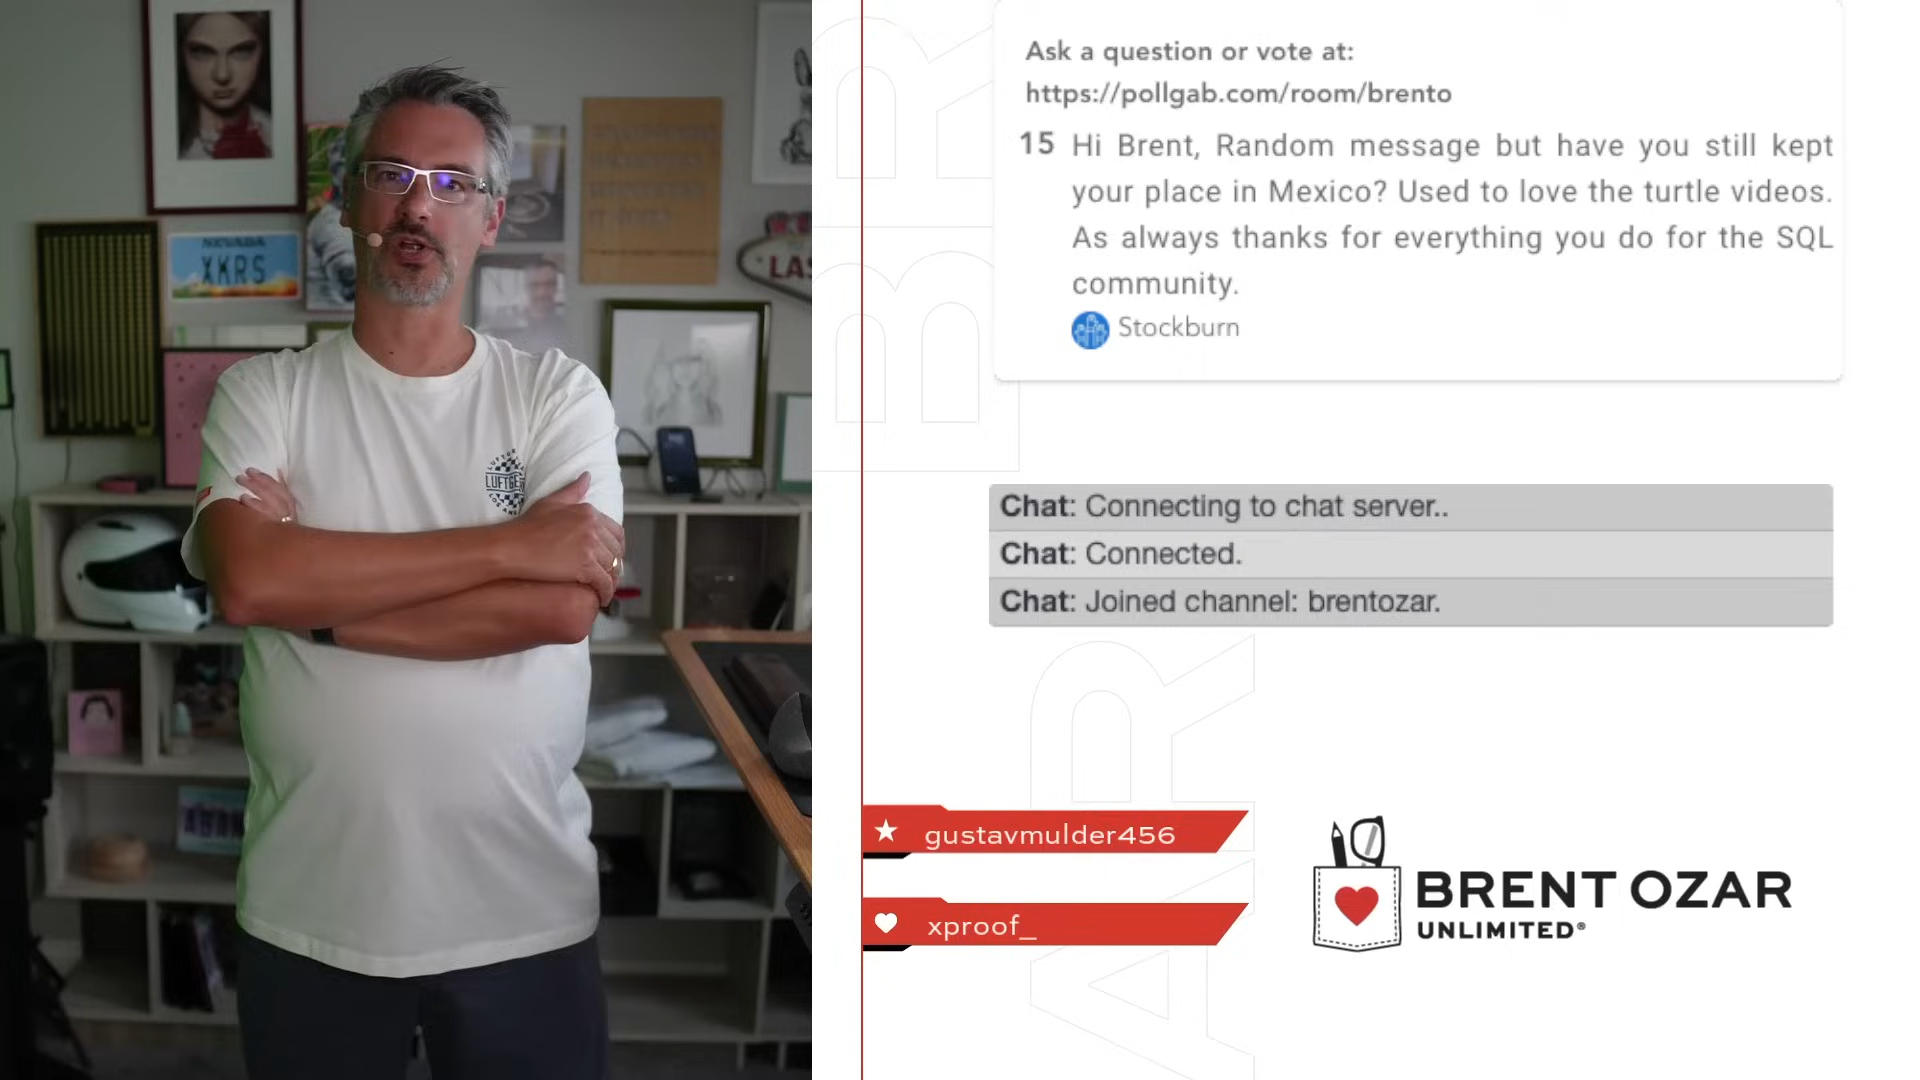 Ask a question or vote at:
https://pollgab.com/room/brento
15 Hi Brent, Random message but have you still kept
your place in Mexico? Used to love the turtle videos.
As always thanks for everything you do for the SQL
community.
Stockburn
Chat: Connecting to chat server..
Chat: Connected.
Chat: Joined channel: brentozar.
gustavmulder456
xproof_
BRENT OZAR
UNLIMITED®
NEVADA
XKRS